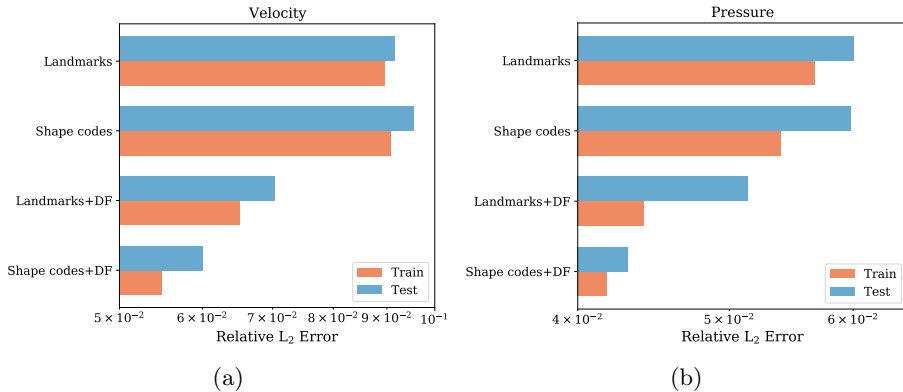 Velocity
Landmarks
Shape codes
Landmarks+DF
Shape codes+DF
Train
Test
5 × 10⁻² 6 × 10⁻² 7 × 10⁻² 8 × 10⁻² 9 × 10⁻² 10⁻¹
Relative L₂ Error
(a)
Pressure
Landmarks
Shape codes
Landmarks+DF
Shape codes+DF
Train
Test
4 × 10⁻² 5 × 10⁻² 6 × 10⁻²
Relative L₂ Error
(b)